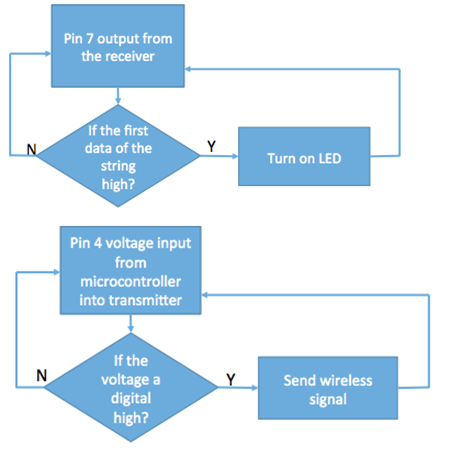 Pin 7 output from
the receiver
If the first
data of the
string
high?
N
Y
Turn on LED
Pin 4 voltage input
from
microcontroller
into transmitter
If the
voltage a
digital
high?
N
Y
Send wireless
signal